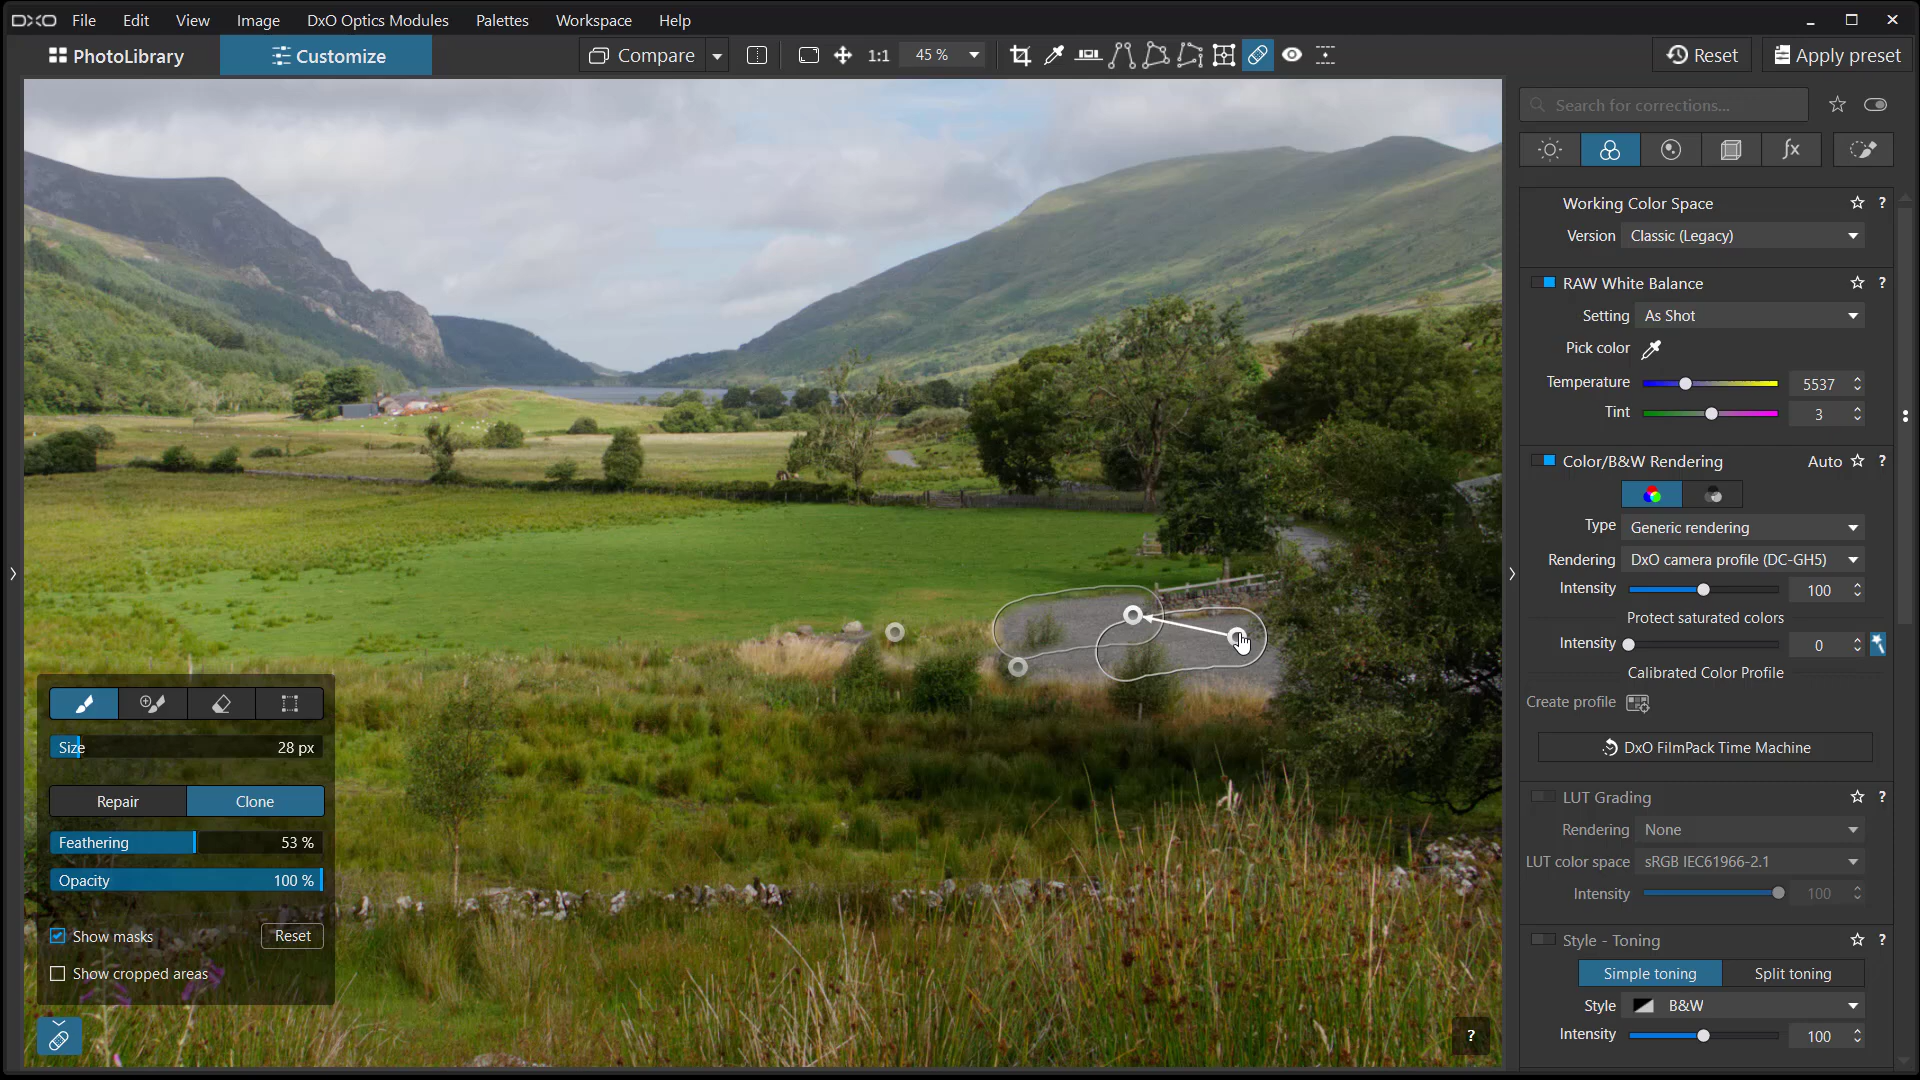 DXO File Edit View Image DxO Optics Modules Palettes Workspace Help
PhotoLibrary Customize Compare 1:1 45 % Reset Apply preset
Search for corrections...
fx
Working Color Space ?
Version Classic (Legacy)
RAW White Balance ?
Setting As Shot
Pick color
Temperature 5537
Tint 3
Color/B&W Rendering Auto ?
Type Generic rendering
Rendering DxO camera profile (DC-GH5)
Intensity 100
Protect saturated colors
Intensity 0
Calibrated Color Profile
Create profile
DxO FilmPack Time Machine
LUT Grading ?
Rendering None
LUT color space sRGB IEC61966-2.1
Intensity 100
Style - Toning ?
Simple toning Split toning
Style B&W
Intensity 100
Size 28 px
Repair Clone
Feathering 53 %
Opacity 100 %
Show masks Reset
Show cropped areas
?